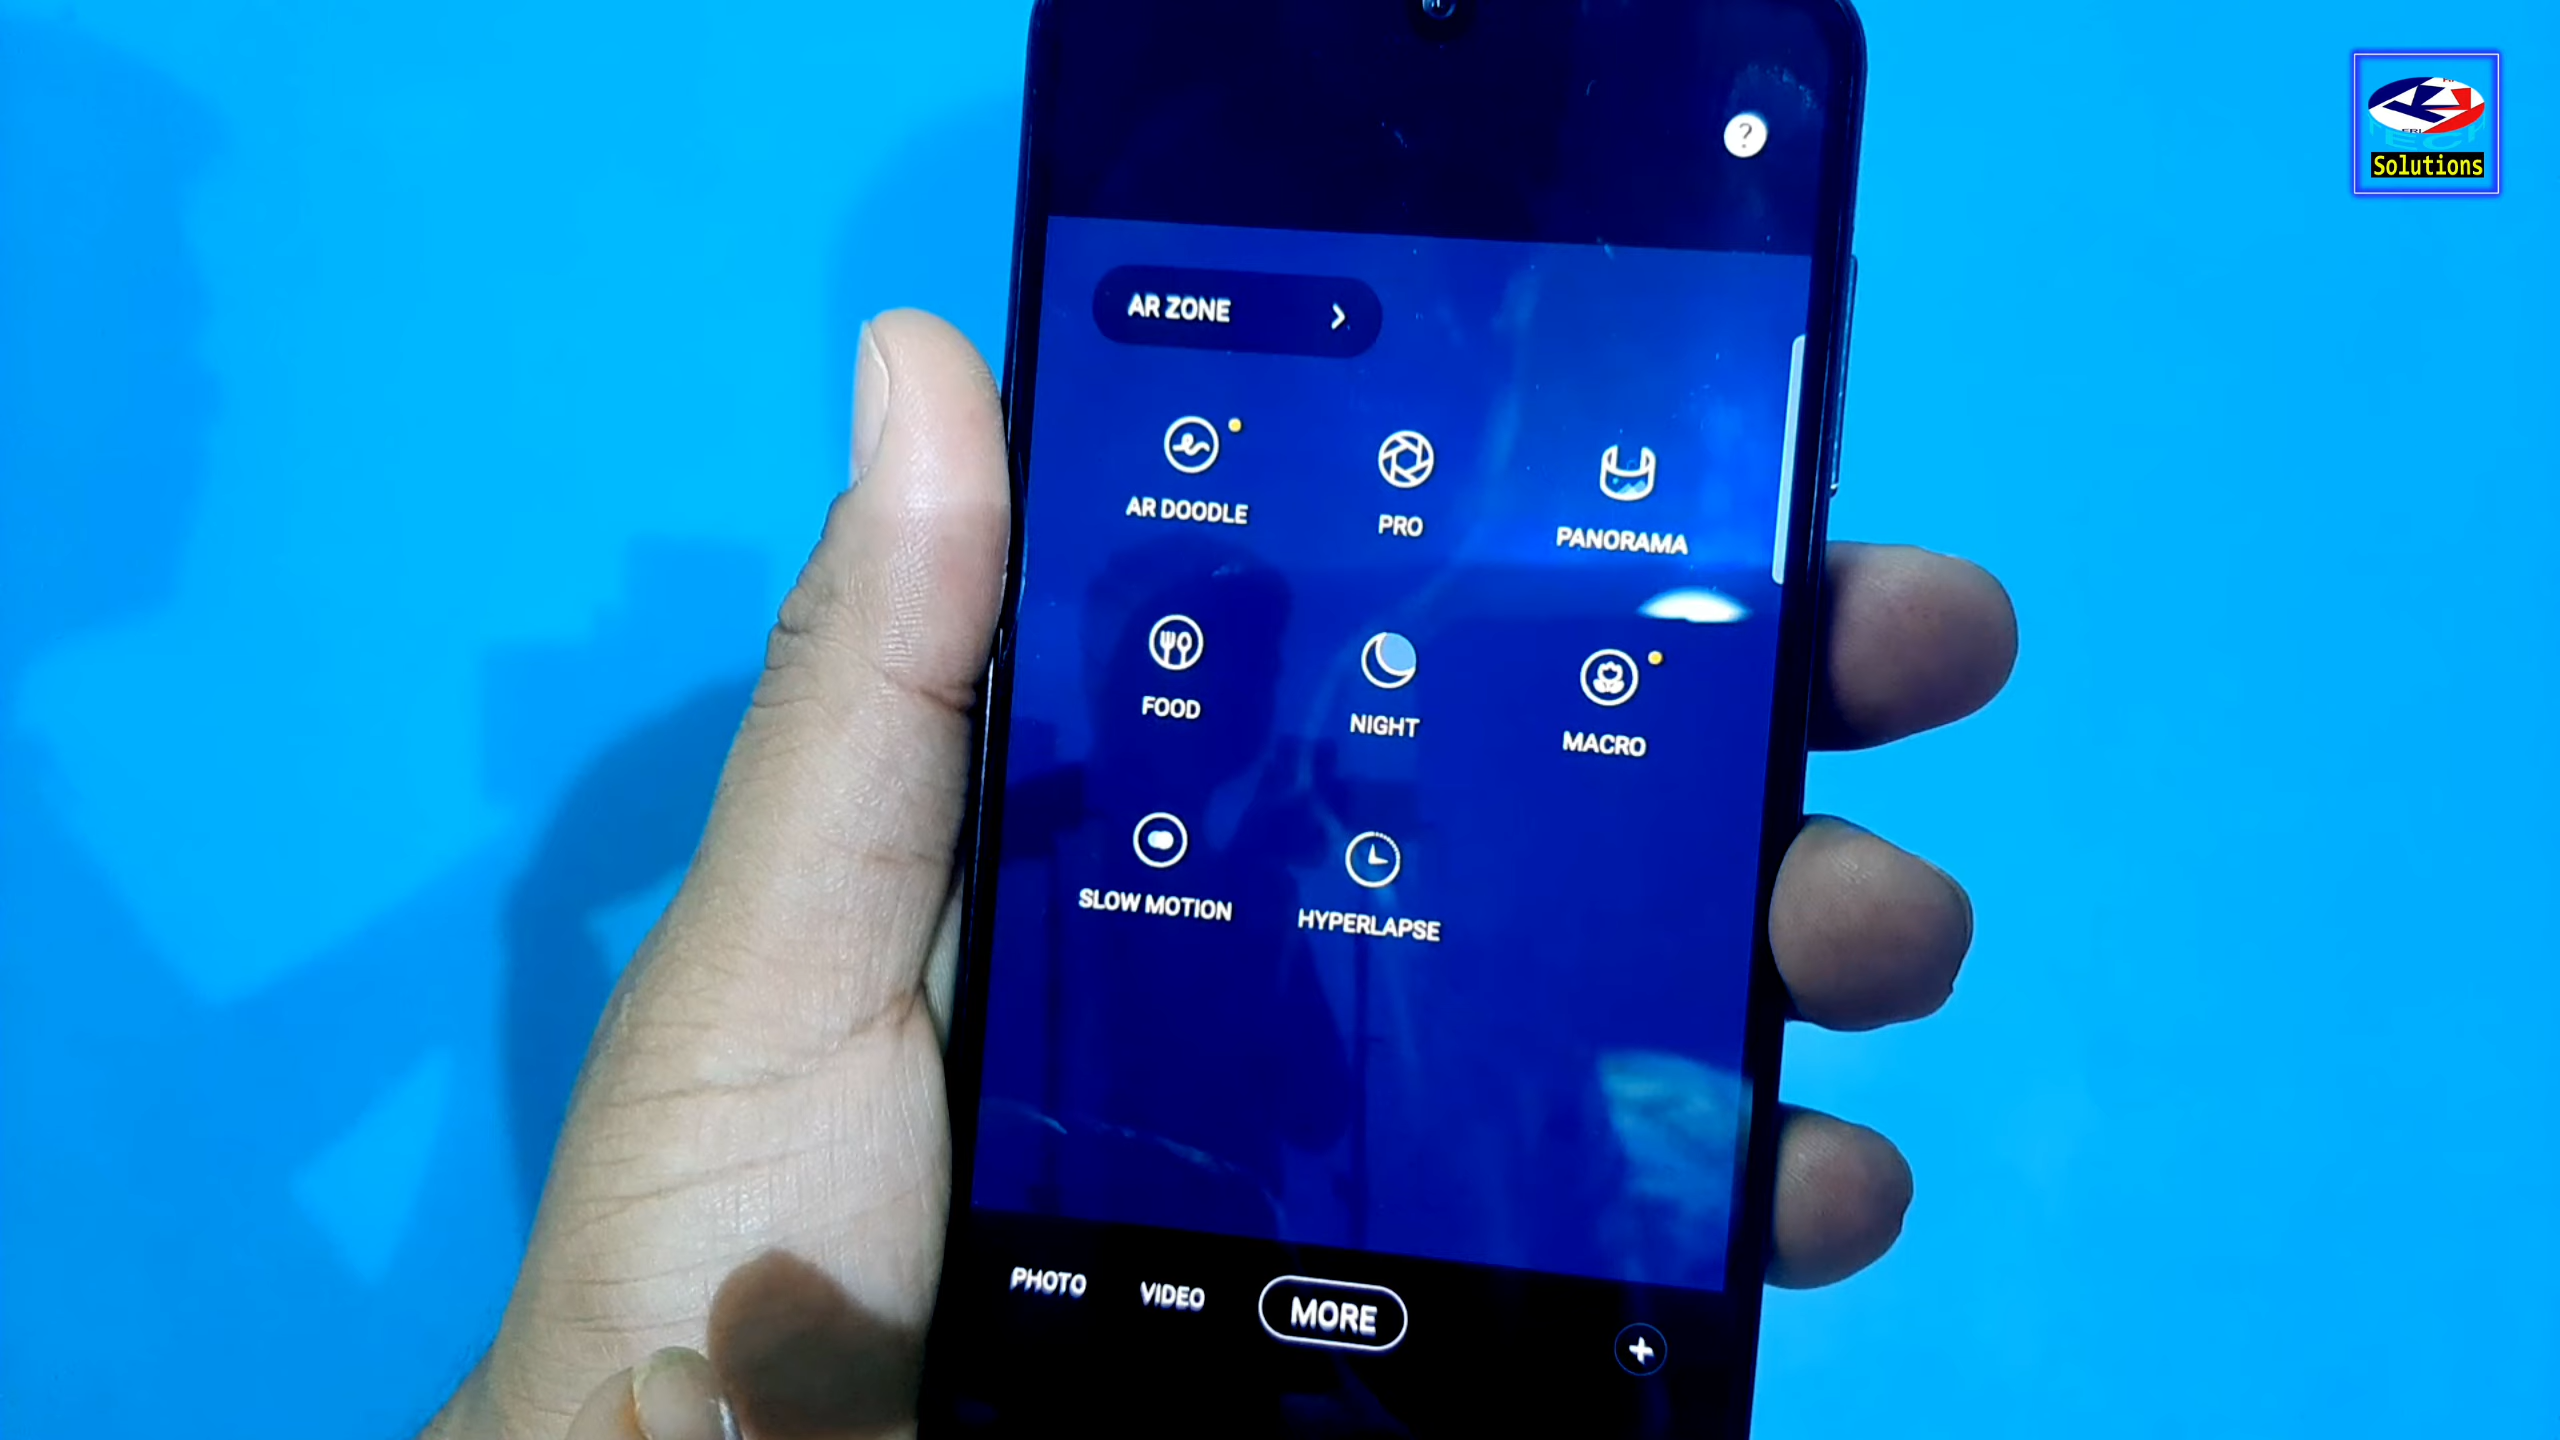 Solutions
?
AR ZONE >
AR DOODLE
PRO
PANORAMA
FOOD
NIGHT
MACRO
SLOW MOTION
HYPERLAPSE
PHOTO
VIDEO
MORE
+